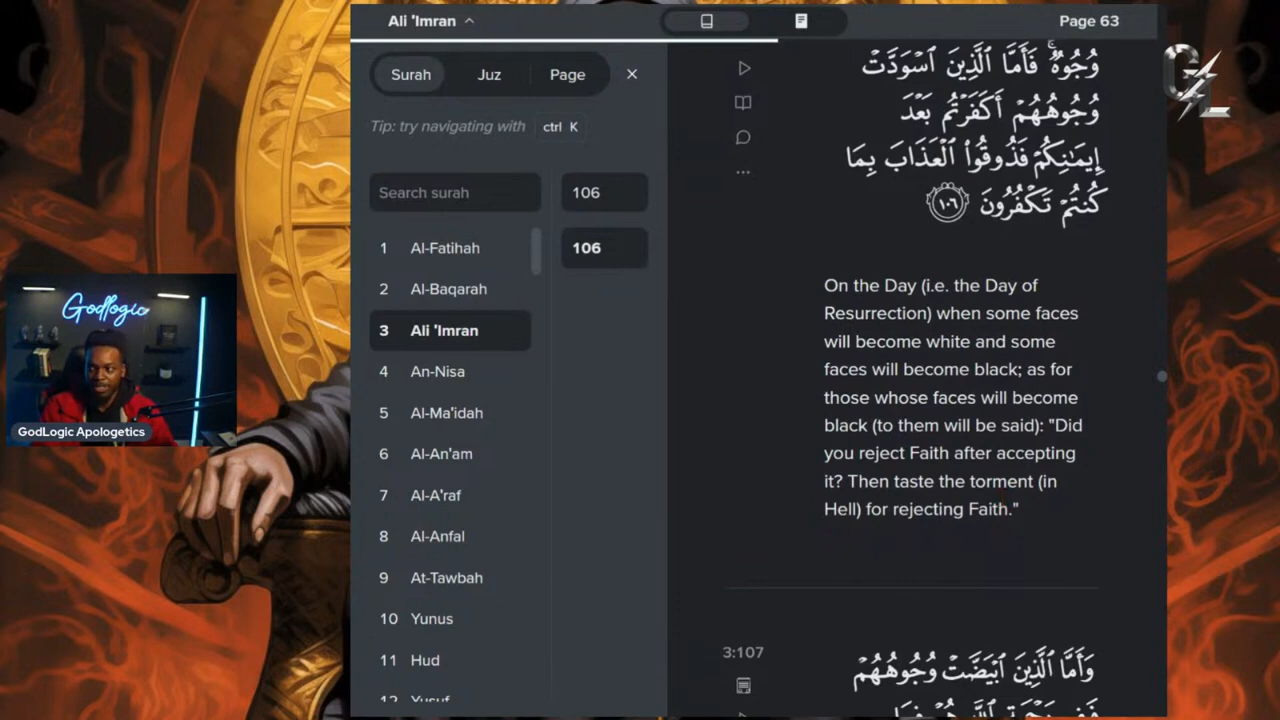 Ali 'Imran
Page 63
Surah
Juz
Page
Tip: try navigating with ctrl K
Search surah
106
106
1 Al-Fatihah
2 Al-Baqarah
3 Ali 'Imran
4 An-Nisa
5 Al-Ma'idah
6 Al-An'am
7 Al-A'raf
8 Al-Anfal
9 At-Tawbah
10 Yunus
11 Hud
12 Yusuf
وُجُوهٌۚ فَأَمَّا ٱلَّذِينَ ٱسْوَدَّتْ
وُجُوهُهُمْ أَكَفَرْتُم بَعْدَ
إِيمَٰنِكُمْ فَذُوقُوا۟ ٱلْعَذَابَ بِمَا
كُنتُمْ تَكْفُرُونَ ١٠٦
On the Day (i.e. the Day of
Resurrection) when some faces
will become white and some
faces will become black; as for
those whose faces will become
black (to them will be said): "Did
you reject Faith after accepting
it? Then taste the torment (in
Hell) for rejecting Faith."
3:107
وَأَمَّا ٱلَّذِينَ ٱبْيَضَّتْ وُجُوهُهُمْ
Godlogic
GodLogic Apologetics
GL